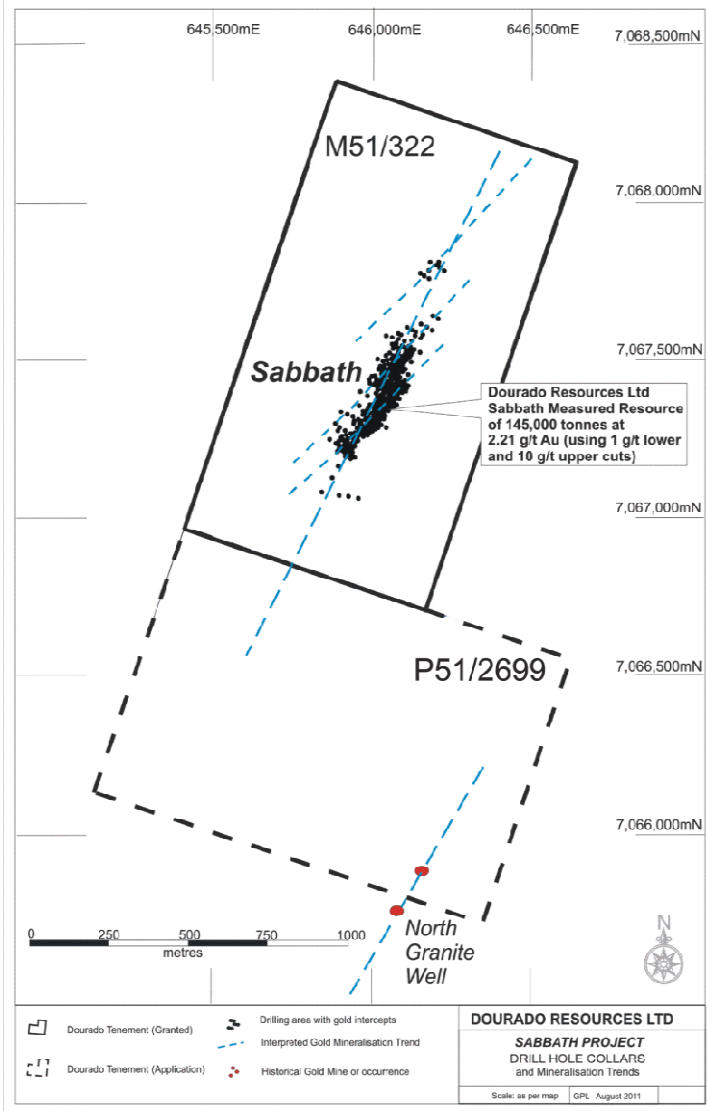 645,500mE 646,000mE 646,500mE
7,068,500mN
M51/322
7,068,000mN
7,067,500mN
Sabbath
Dourado Resources Ltd
Sabbath Measured Resource
of 145,000 tonnes at
2.21 g/t Au (using 1 g/t lower
and 10 g/t upper cuts)
7,067,000mN
P51/2699
7,066,500mN
7,066,000mN
North
Granite
Well
0 250 500 750 1000
metres
N
Dourado Tenement (Granted)
Dourado Tenement (Application)
Drilling area with gold intercepts
Interpreted Gold Mineralisation Trend
Historical Gold Mine or occurrence
DOURADO RESOURCES LTD
SABBATH PROJECT
DRILL HOLE COLLARS
and Mineralisation Trends
Scale: as per map GPL August 2011